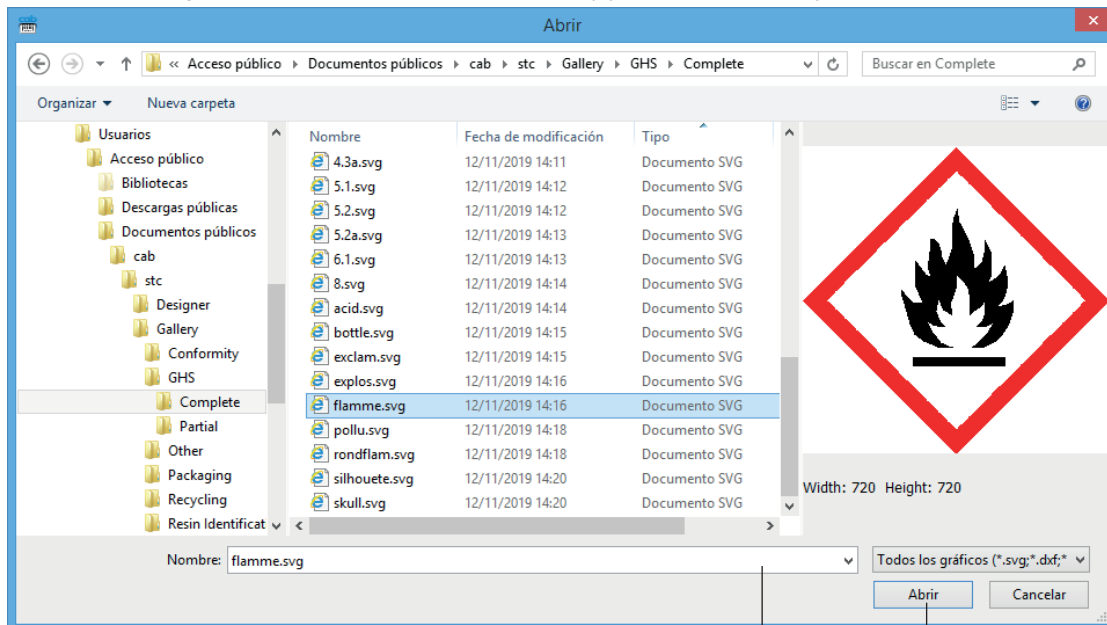 cab
Abrir
« Acceso público ▸ Documentos públicos ▸ cab ▸ stc ▸ Gallery ▸ GHS ▸ Complete
Buscar en Complete
Organizar Nueva carpeta
Usuarios
Acceso público
Bibliotecas
Descargas públicas
Documentos públicos
cab
stc
Designer
Gallery
Conformity
GHS
Complete
Partial
Other
Packaging
Recycling
Resin Identificat
Nombre Fecha de modificación Tipo
4.3a.svg 12/11/2019 14:11 Documento SVG
5.1.svg 12/11/2019 14:12 Documento SVG
5.2.svg 12/11/2019 14:12 Documento SVG
5.2a.svg 12/11/2019 14:13 Documento SVG
6.1.svg 12/11/2019 14:13 Documento SVG
8.svg 12/11/2019 14:14 Documento SVG
acid.svg 12/11/2019 14:14 Documento SVG
bottle.svg 12/11/2019 14:15 Documento SVG
exclam.svg 12/11/2019 14:15 Documento SVG
explos.svg 12/11/2019 14:16 Documento SVG
flamme.svg 12/11/2019 14:16 Documento SVG
pollu.svg 12/11/2019 14:18 Documento SVG
rondflam.svg 12/11/2019 14:18 Documento SVG
silhouete.svg 12/11/2019 14:20 Documento SVG
skull.svg 12/11/2019 14:20 Documento SVG
Width: 720 Height: 720
Nombre: flamme.svg
Todos los gráficos (*.svg;*.dxf;*
Abrir Cancelar